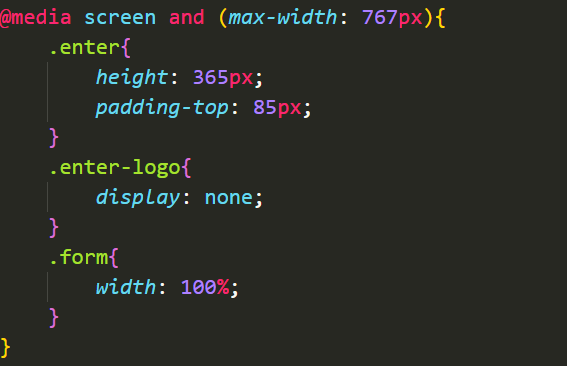 @media screen and (max-width: 767px){
    .enter{
        height: 365px;
        padding-top: 85px;
    }
    .enter-logo{
        display: none;
    }
    .form{
        width: 100%;
    }
}